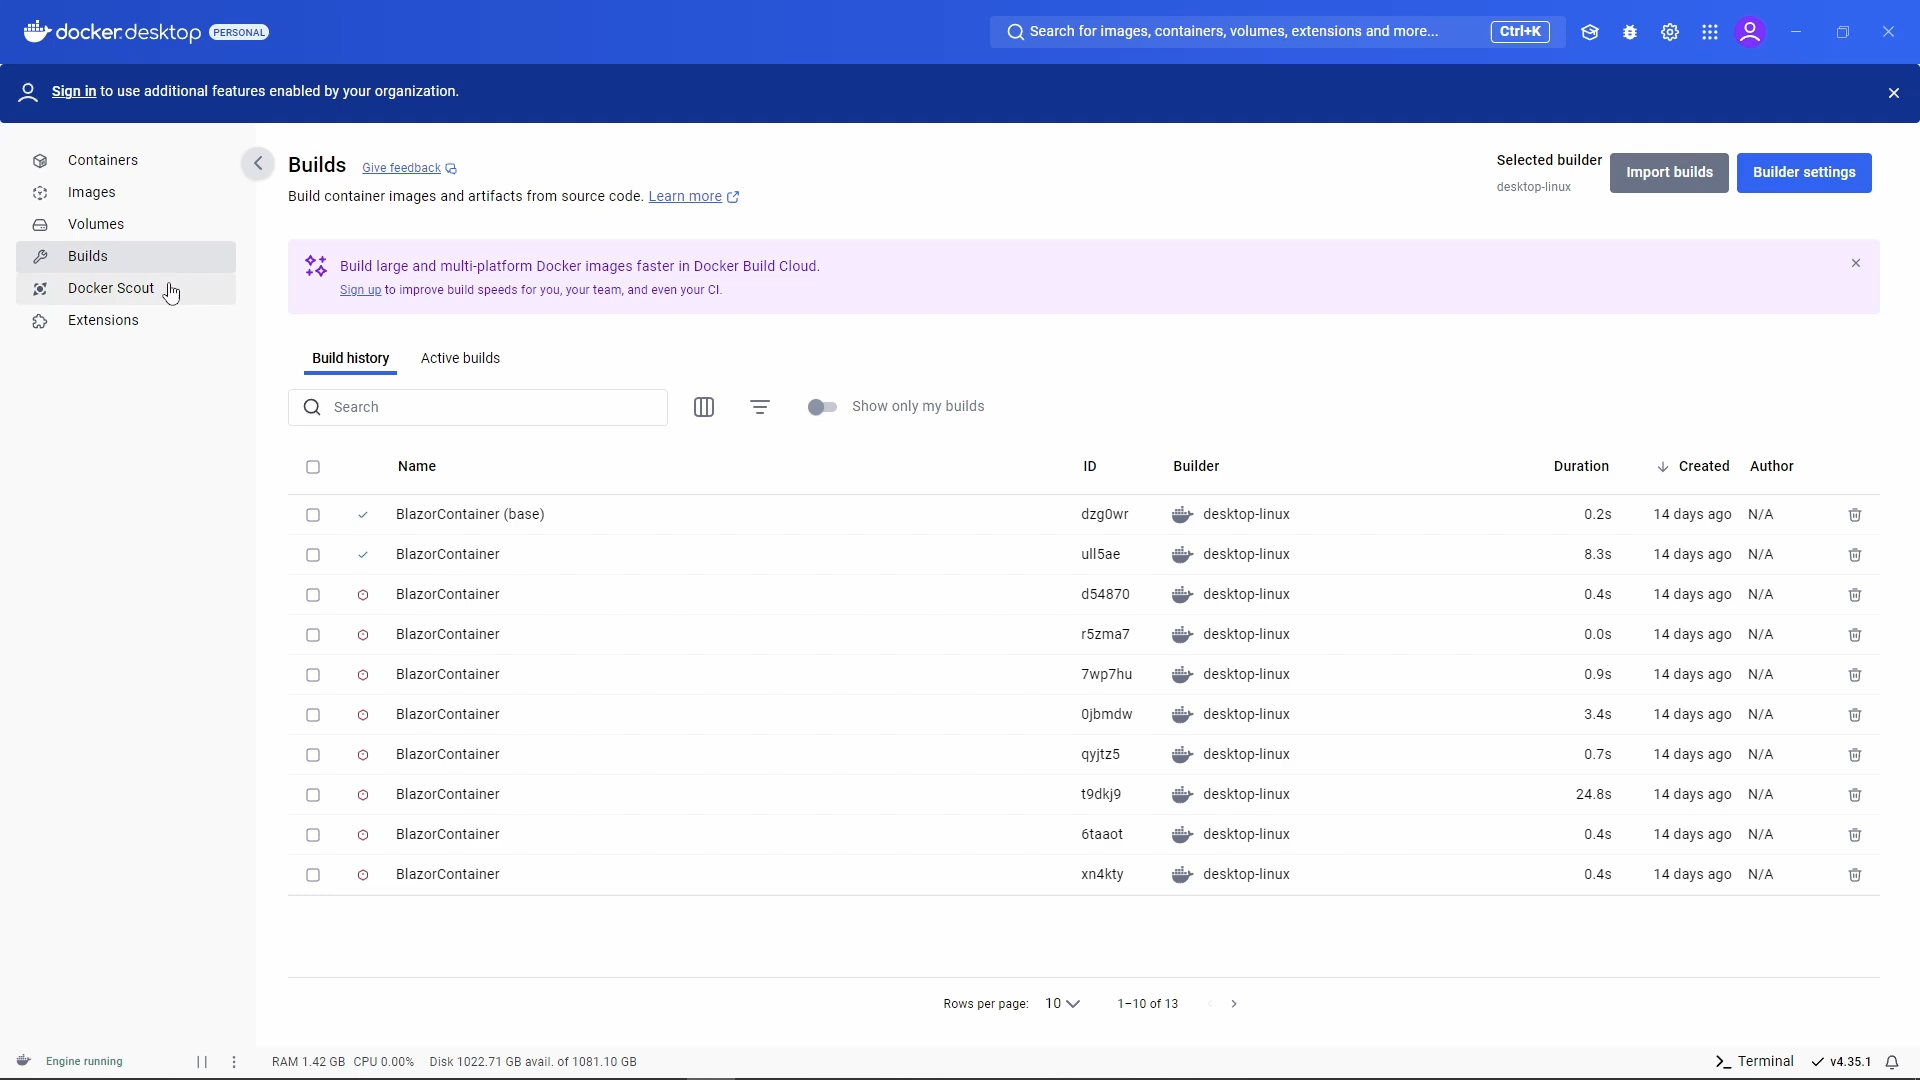 docker.desktop PERSONAL
Search for images, containers, volumes, extensions and more... Ctrl+K
Sign in to use additional features enabled by your organization.
Containers
Images
Volumes
Builds
Docker Scout
Extensions
Builds Give feedback
Build container images and artifacts from source code. Learn more
Selected builder
desktop-linux
Import builds
Builder settings
Build large and multi-platform Docker images faster in Docker Build Cloud.
Sign up to improve build speeds for you, your team, and even your CI.
Build history Active builds
Search Show only my builds
Name ID Builder Duration Created Author
BlazorContainer (base) dzg0wr desktop-linux 0.2s 14 days ago N/A
BlazorContainer ull5ae desktop-linux 8.3s 14 days ago N/A
BlazorContainer d54870 desktop-linux 0.4s 14 days ago N/A
BlazorContainer r5zma7 desktop-linux 0.0s 14 days ago N/A
BlazorContainer 7wp7hu desktop-linux 0.9s 14 days ago N/A
BlazorContainer 0jbmdw desktop-linux 3.4s 14 days ago N/A
BlazorContainer qyjtz5 desktop-linux 0.7s 14 days ago N/A
BlazorContainer t9dkj9 desktop-linux 24.8s 14 days ago N/A
BlazorContainer 6taaot desktop-linux 0.4s 14 days ago N/A
BlazorContainer xn4kty desktop-linux 0.4s 14 days ago N/A
Rows per page: 10 1–10 of 13
Engine running RAM 1.42 GB CPU 0.00% Disk 1022.71 GB avail. of 1081.10 GB Terminal v4.35.1